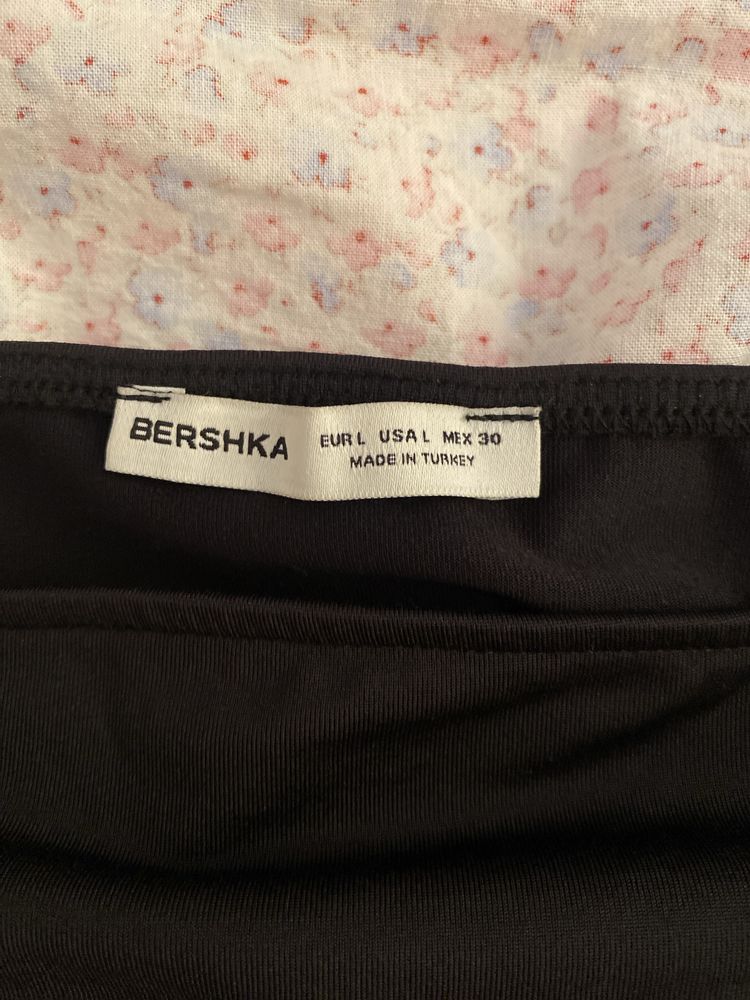 BERSHKA EUR L USA L MEX 30
MADE IN TURKEY